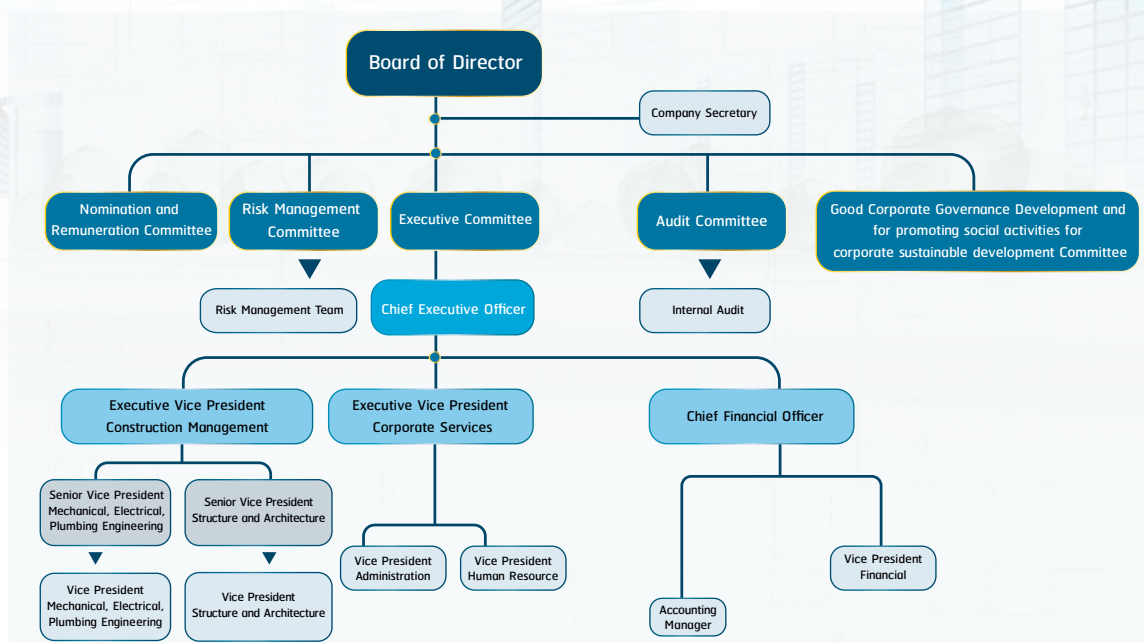 Board of Director
Company Secretary
Nomination and
Remuneration Committee
Risk Management
Committee
Executive Committee
Audit Committee
Good Corporate Governance Development and
for promoting social activities for
corporate sustainable development Committee
Risk Management Team
Chief Executive Officer
Internal Audit
Executive Vice President
Construction Management
Executive Vice President
Corporate Services
Chief Financial Officer
Senior Vice President
Mechanical, Electrical,
Plumbing Engineering
Senior Vice President
Structure and Architecture
Vice President
Administration
Vice President
Human Resource
Vice President
Financial
Vice President
Mechanical, Electrical,
Plumbing Engineering
Vice President
Structure and Architecture
Accounting
Manager